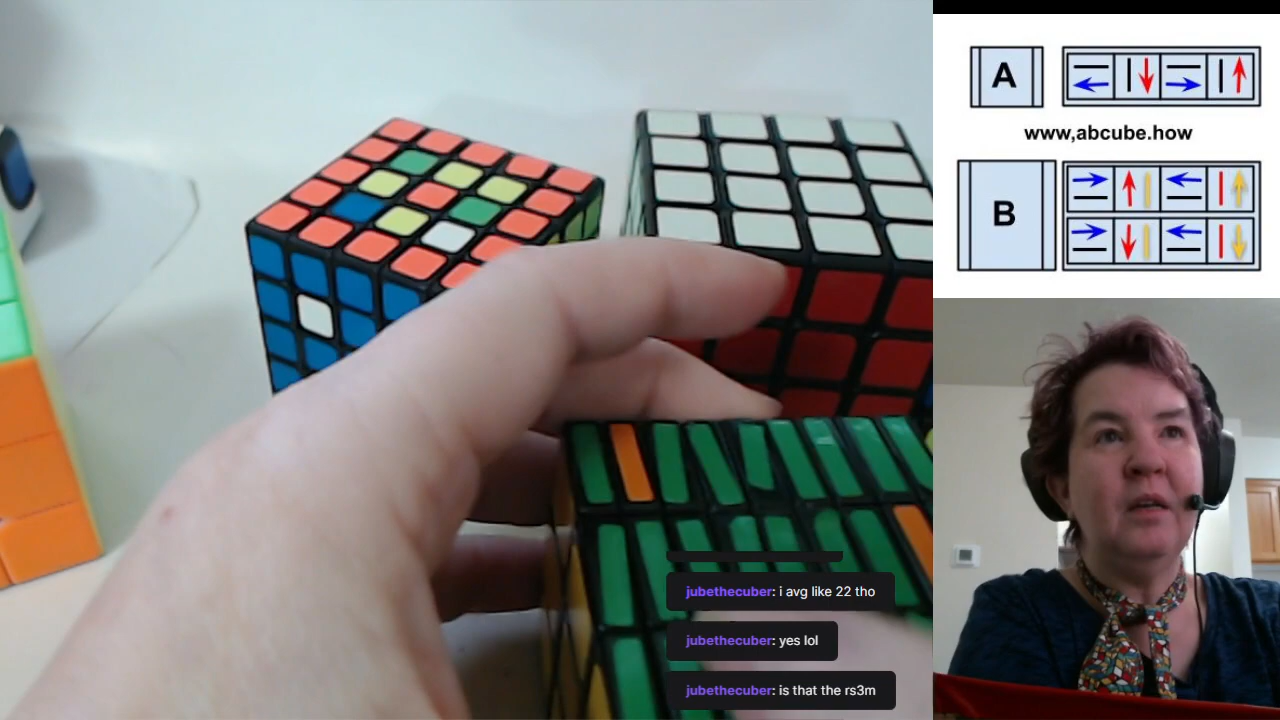 A
www,abcube.how
B
jubethecuber: i avg like 22 tho
jubethecuber: yes lol
jubethecuber: is that the rs3m